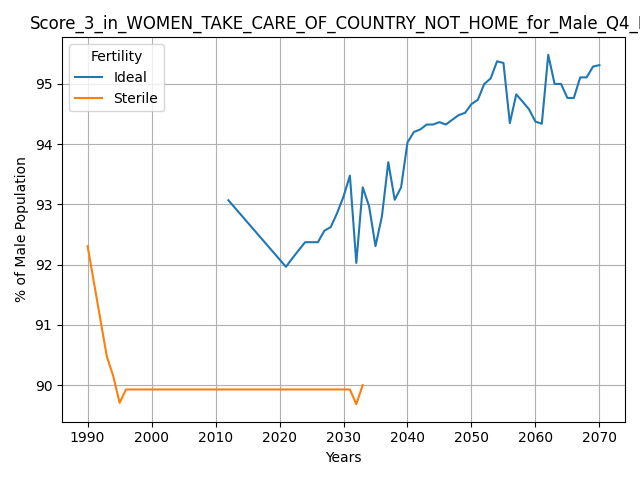 Score_3_in_WOMEN_TAKE_CARE_OF_COUNTRY_NOT_HOME_for_Male_Q4_
Fertility
Ideal
Sterile
% of Male Population
95
94
93
92
91
90
1990 2000 2010 2020 2030 2040 2050 2060 2070
Years